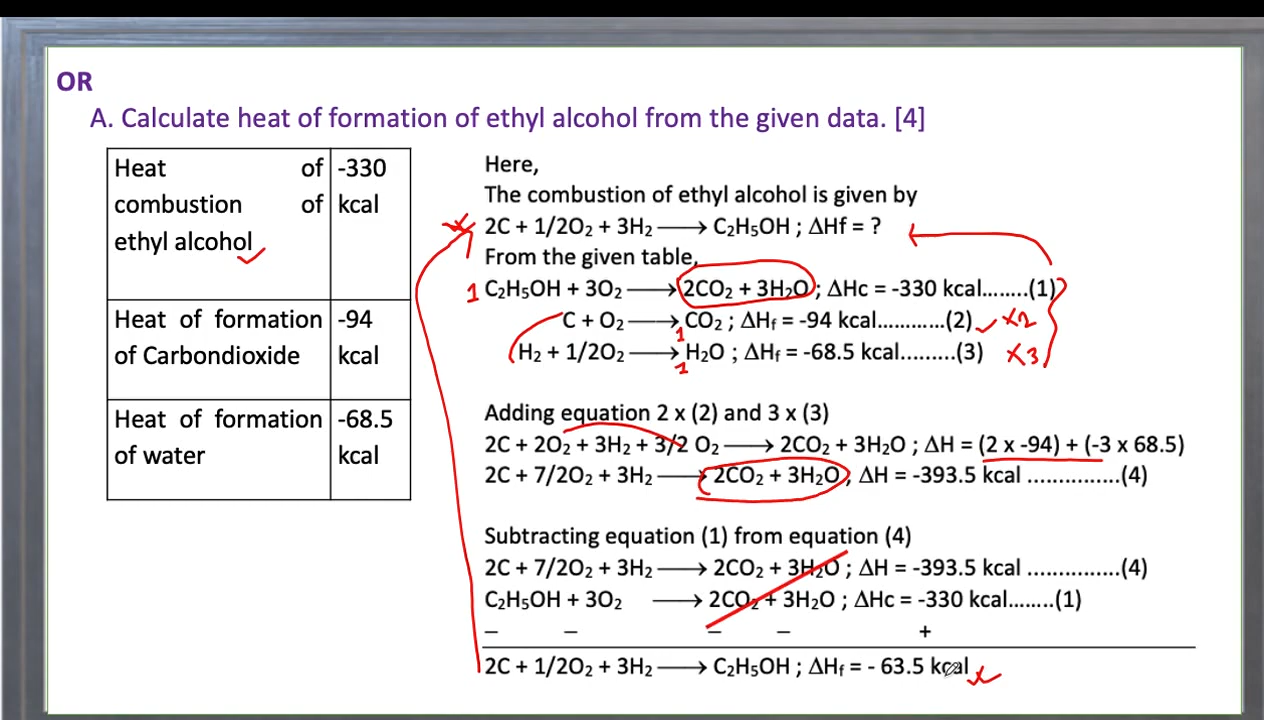 OR
A. Calculate heat of formation of ethyl alcohol from the given data. [4]
Heat of
combustion of
ethyl alcohol
-330
kcal
Heat of formation
of Carbondioxide
-94
kcal
Heat of formation
of water
-68.5
kcal
Here,
The combustion of ethyl alcohol is given by
2C + 1/2O₂ + 3H₂ ⟶ C₂H₅OH ; ΔHf = ?
From the given table,
1 C₂H₅OH + 3O₂ ⟶ 2CO₂ + 3H₂O ; ΔHc = -330 kcal........(1)
C + O₂ ⟶ CO₂ ; ΔHf = -94 kcal............(2) ×2
1
H₂ + 1/2O₂ ⟶ H₂O ; ΔHf = -68.5 kcal.........(3) ×3
1
Adding equation 2 x (2) and 3 x (3)
2C + 2O₂ + 3H₂ + 3/2 O₂ ⟶ 2CO₂ + 3H₂O ; ΔH = (2 x -94) + (-3 x 68.5)
2C + 7/2O₂ + 3H₂ ⟶ 2CO₂ + 3H₂O ; ΔH = -393.5 kcal ................(4)
Subtracting equation (1) from equation (4)
2C + 7/2O₂ + 3H₂ ⟶ 2CO₂ + 3H₂O ; ΔH = -393.5 kcal ................(4)
C₂H₅OH + 3O₂ ⟶ 2CO₂ + 3H₂O ; ΔHc = -330 kcal........(1)
− − − − +
2C + 1/2O₂ + 3H₂ ⟶ C₂H₅OH ; ΔHf = - 63.5 kcal